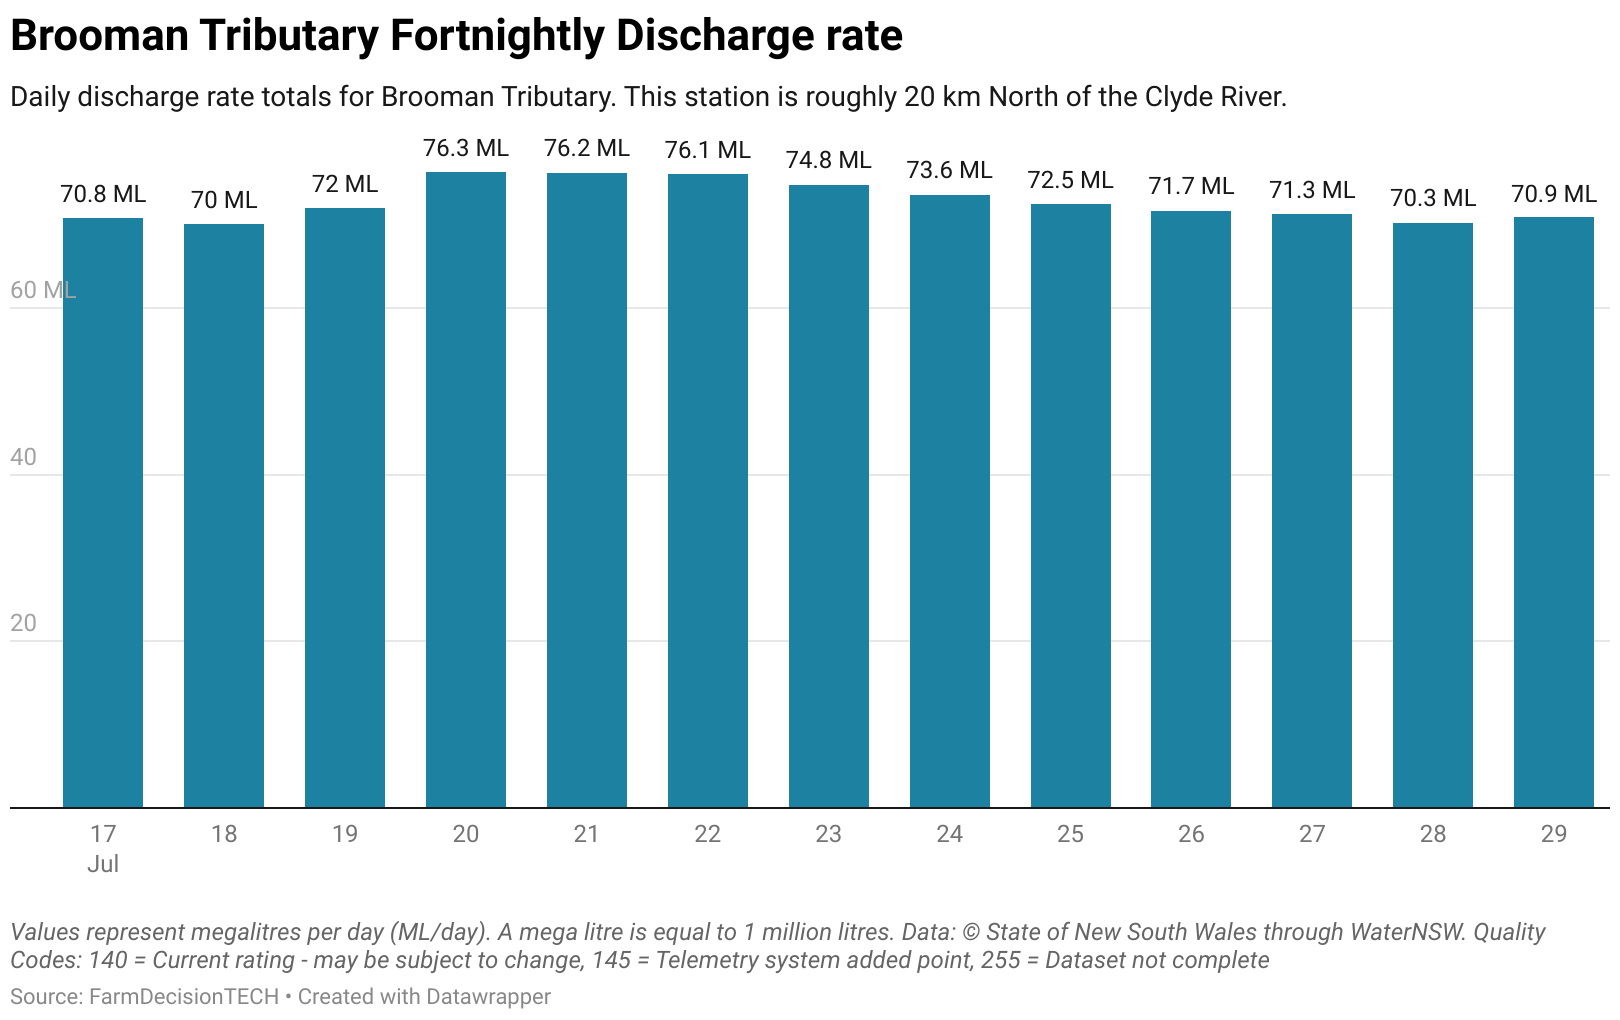 Brooman Tributary Fortnightly Discharge rate
Daily discharge rate totals for Brooman Tributary. This station is roughly 20 km North of the Clyde River.
70.8 ML
70 ML
72 ML
76.3 ML
76.2 ML
76.1 ML
74.8 ML
73.6 ML
72.5 ML
71.7 ML
71.3 ML
70.3 ML
70.9 ML
60 ML
40
20
17 18 19 20 21 22 23 24 25 26 27 28 29
Jul
Values represent megalitres per day (ML/day). A mega litre is equal to 1 million litres. Data: © State of New South Wales through WaterNSW. Quality
Codes: 140 = Current rating - may be subject to change, 145 = Telemetry system added point, 255 = Dataset not complete
Source: FarmDecisionTECH • Created with Datawrapper